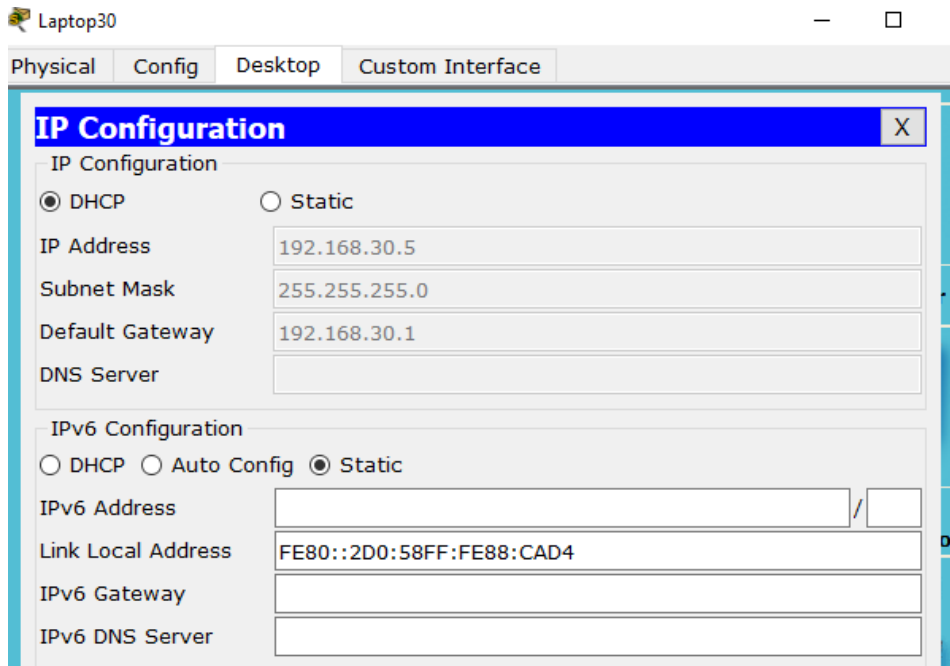 Laptop30
Physical Config Desktop Custom Interface
IP Configuration X
IP Configuration
DHCP Static
IP Address 192.168.30.5
Subnet Mask 255.255.255.0
Default Gateway 192.168.30.1
DNS Server
IPv6 Configuration
DHCP Auto Config Static
IPv6 Address /
Link Local Address FE80::2D0:58FF:FE88:CAD4
IPv6 Gateway
IPv6 DNS Server